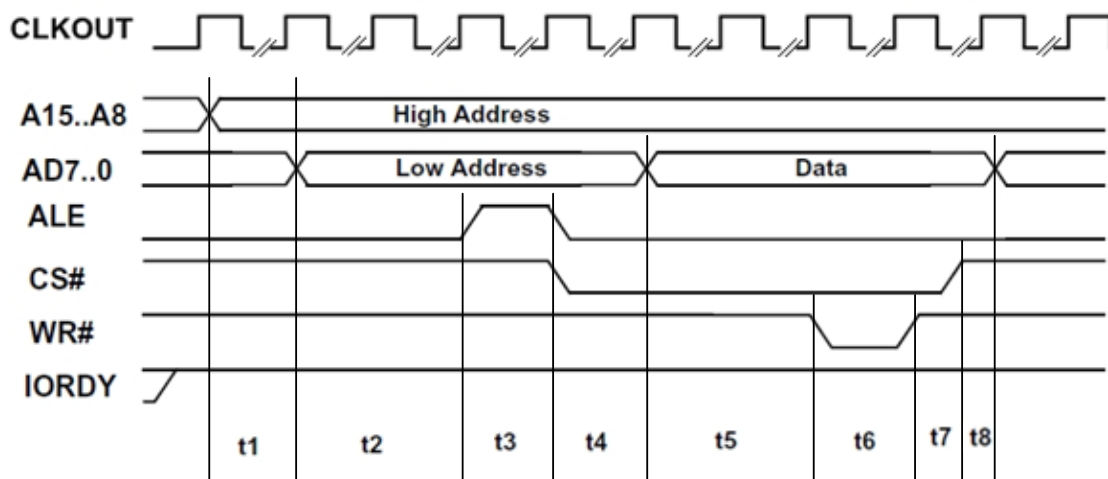 CLKOUT
A15..A8 High Address
AD7..0 Low Address Data
ALE
CS#
WR#
IORDY
t1 t2 t3 t4 t5 t6 t7 t8